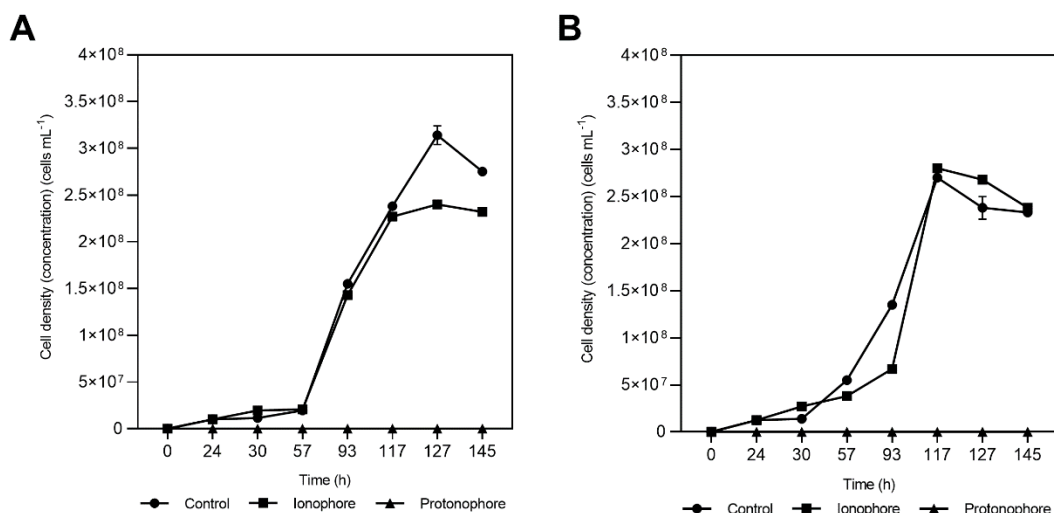 A
Cell density (concentration) (cells mL⁻¹)
4×10⁸
3.5×10⁸
3×10⁸
2.5×10⁸
2×10⁸
1.5×10⁸
1×10⁸
5×10⁷
0
0 24 30 57 93 117 127 145
Time (h)
Control Ionophore Protonophore
B
Cell density (concentration) (cells mL⁻¹)
4×10⁸
3.5×10⁸
3×10⁸
2.5×10⁸
2×10⁸
1.5×10⁸
1×10⁸
5×10⁷
0
0 24 30 57 93 117 127 145
Time (h)
Control Ionophore Protonophore